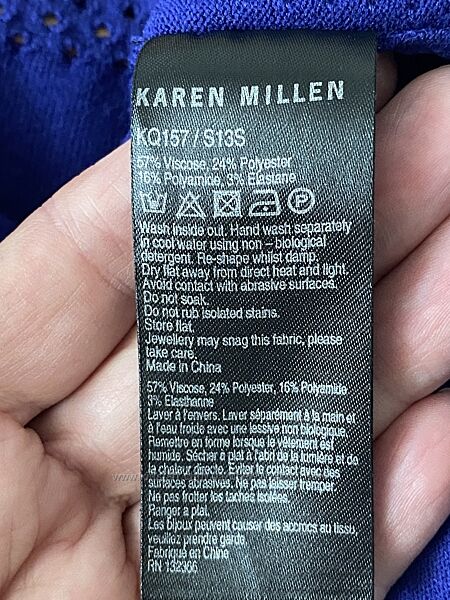 KAREN MILLEN
KQ157 / S13S
57% Viscose, 24% Polyester
16% Polyamide, 3% Elastane
P
Wash inside out. Hand wash separately
in cool water using non – biological
detergent. Re-shape whilst damp.
Dry flat away from direct heat and light.
Avoid contact with abrasive surfaces.
Do not soak.
Do not rub isolated stains.
Store flat.
Jewellery may snag this fabric, please
take care.
Made in China
57% Viscose, 24% Polyester, 16% Polyamide
3% Elasthanne
Laver à l'envers. Laver séparément à la main et
à l'eau froide avec une lessive non biologique.
Remettre en forme lorsque le vêtement est
humide. Sécher à plat à l'abri de la lumière et de
la chaleur directe. Eviter le contact avec des
surfaces abrasives. Ne pas laisser tremper.
Ne pas frotter les taches isolées.
Ranger a plat.
Les bijoux peuvent causer des accrocs au tissu,
veuillez prendre garde.
Fabriqué en Chine
RN 132366